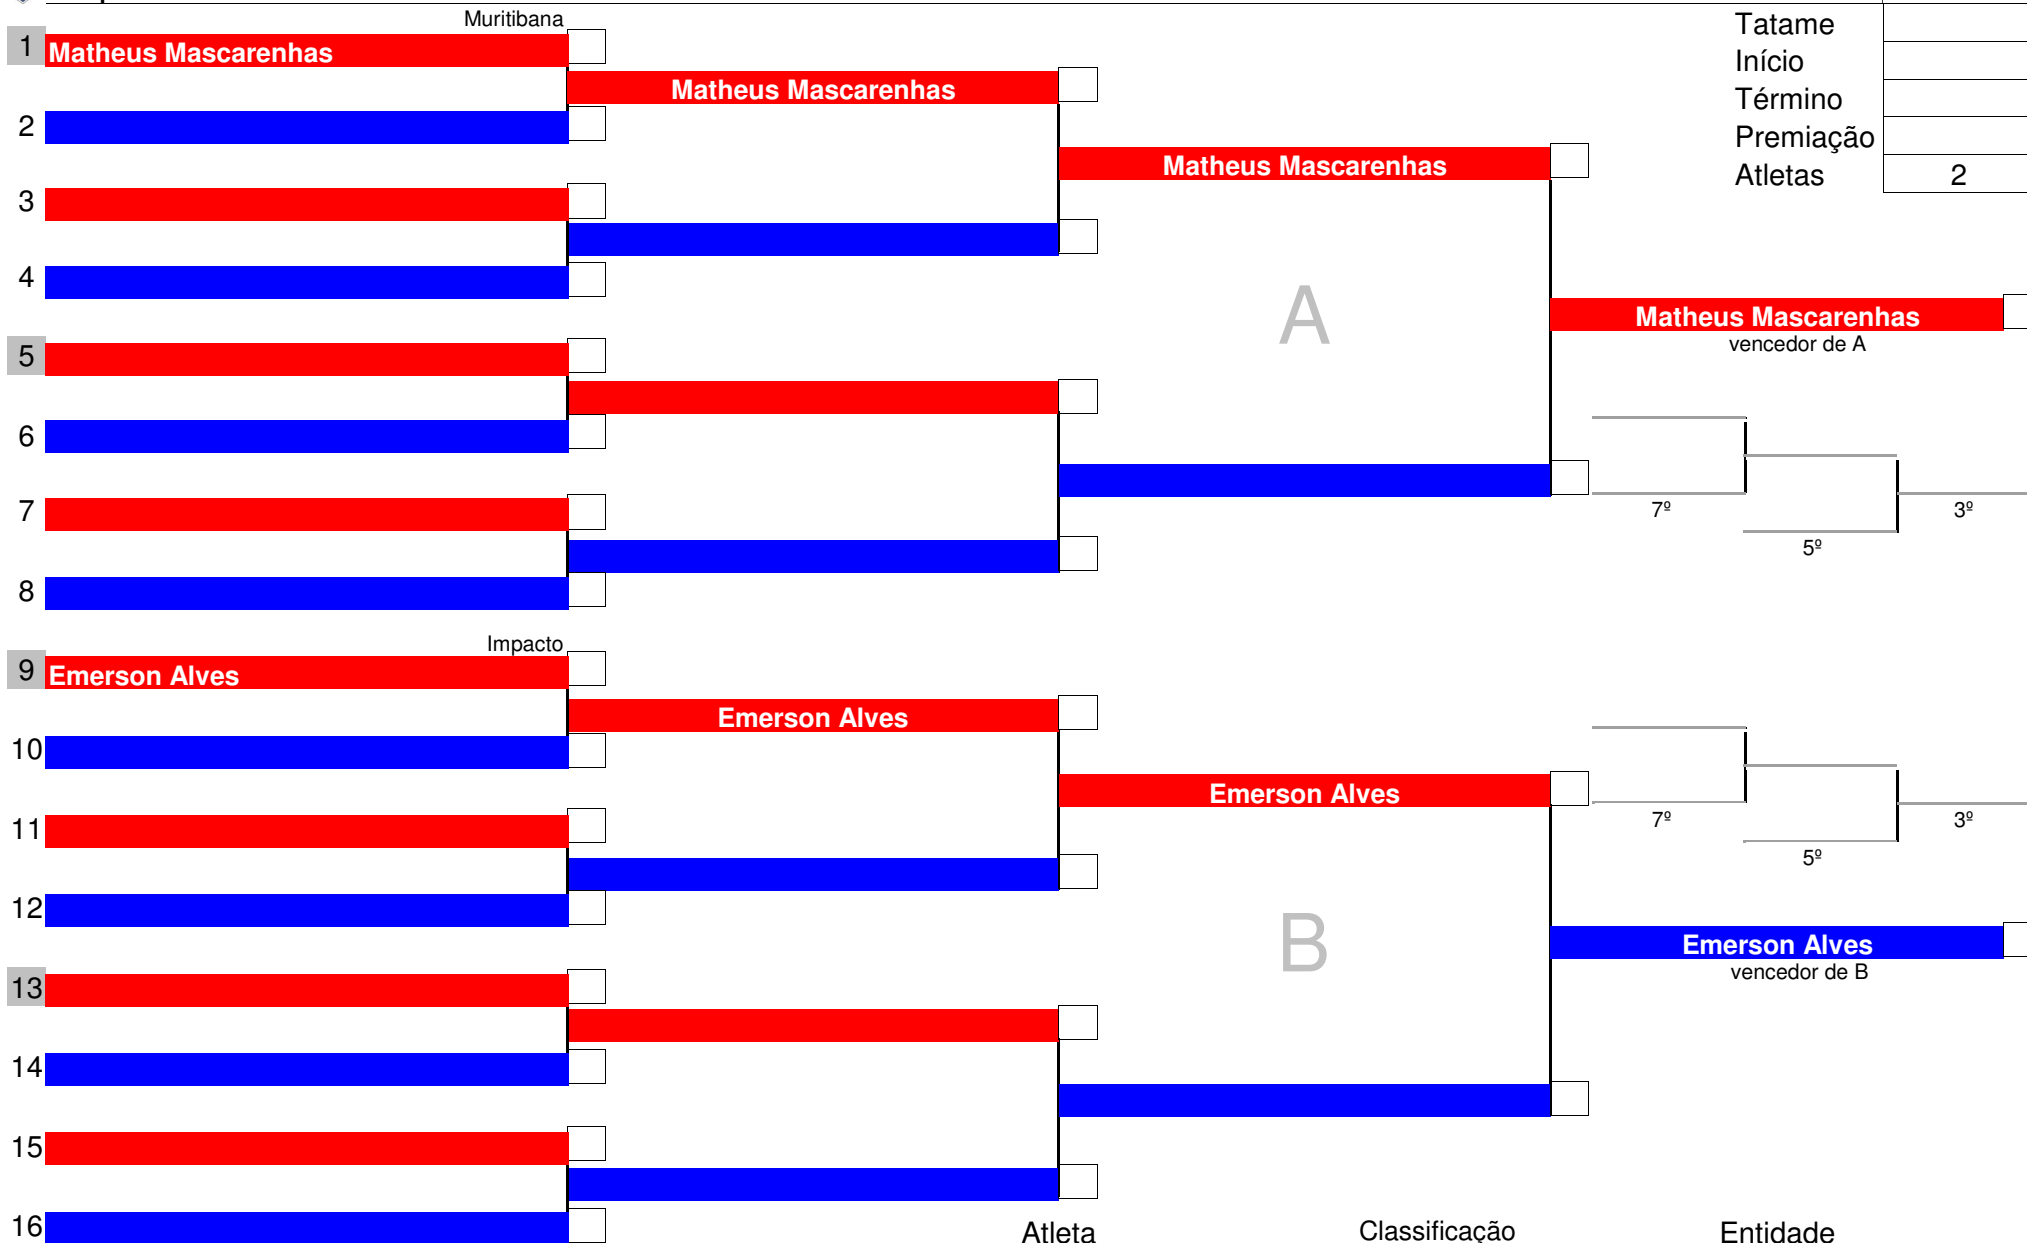 Muritibana
1 Matheus Mascarenhas
Matheus Mascarenhas
2
Matheus Mascarenhas
3
4
5
6
7
8
A
Tatame
Início
Término
Premiação
Atletas 2
Matheus Mascarenhas
vencedor de A
7º
5º
3º
Impacto
9 Emerson Alves
Emerson Alves
10
Emerson Alves
11
12
13
14
15
16
B
7º
5º
3º
Emerson Alves
vencedor de B
Atleta Classificação Entidade